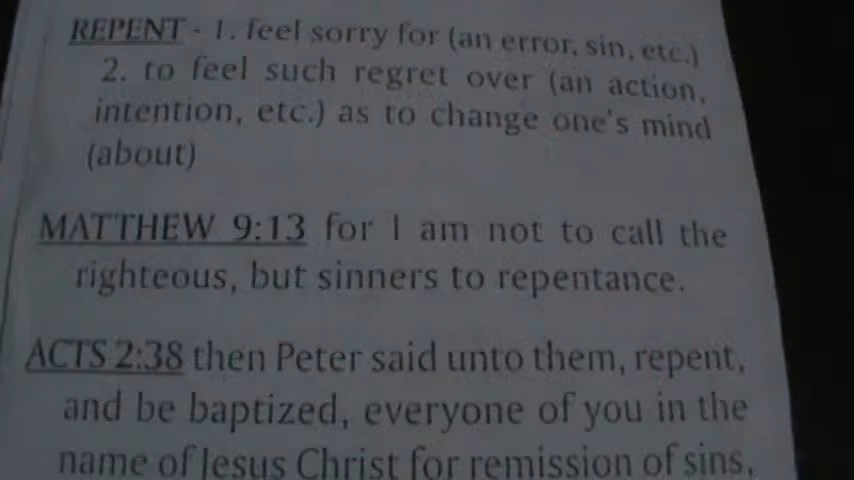 REPENT - 1. feel sorry for (an error, sin, etc.)
2. to feel such regret over (an action,
intention, etc.) as to change one's mind
(about)
MATTHEW 9:13 for I am not to call the
righteous, but sinners to repentance.
ACTS 2:38 then Peter said unto them, repent,
and be baptized, everyone of you in the
name of Jesus Christ for remission of sins,